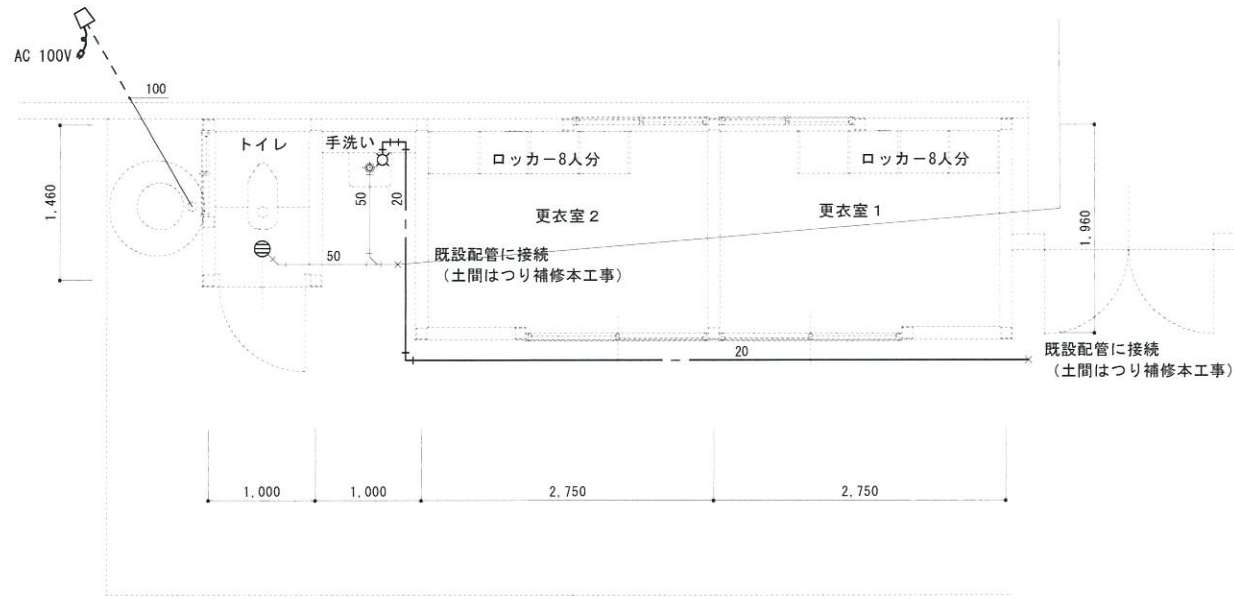 AC 100V
100
トイレ
手洗い
ロッカー8人分
ロッカー8人分
1,460
50
20
更衣室２
更衣室１
1,960
50
既設配管に接続
（土間はつり補修本工事）
20
既設配管に接続
（土間はつり補修本工事）
1,000
1,000
2,750
2,750